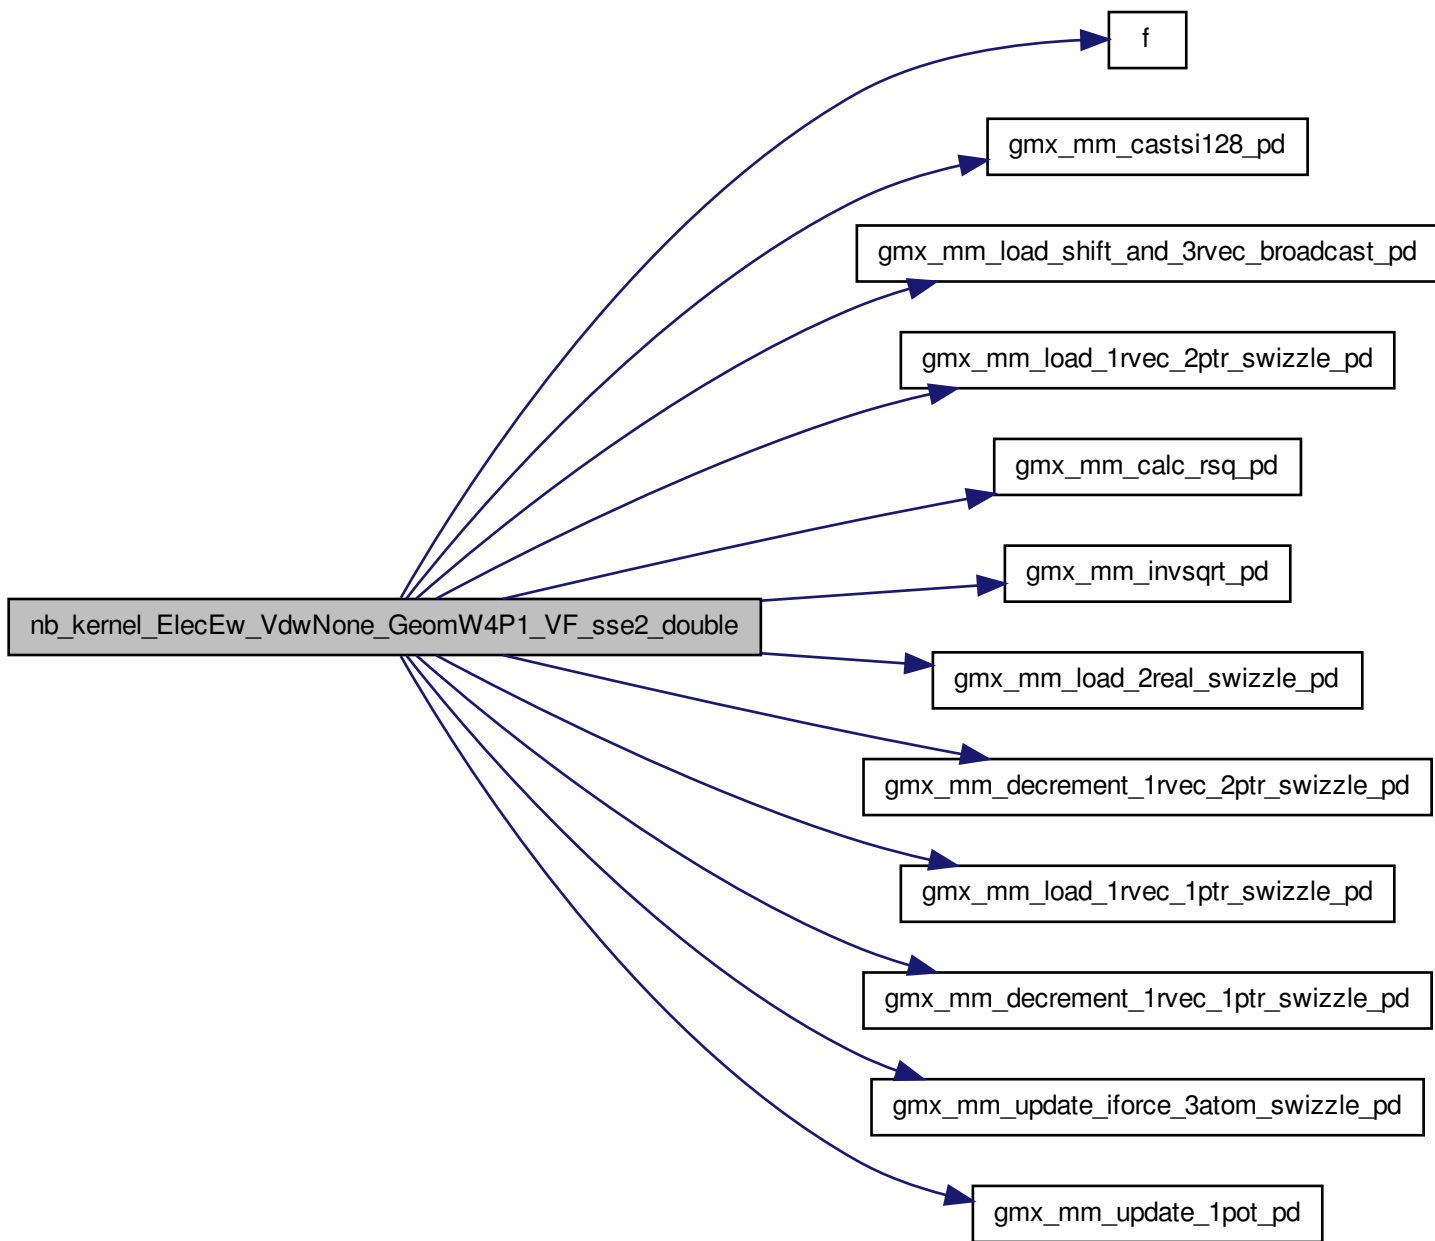 f
gmx_mm_castsi128_pd
gmx_mm_load_shift_and_3rvec_broadcast_pd
gmx_mm_load_1rvec_2ptr_swizzle_pd
gmx_mm_calc_rsq_pd
gmx_mm_invsqrt_pd
nb_kernel_ElecEw_VdwNone_GeomW4P1_VF_sse2_double
gmx_mm_load_2real_swizzle_pd
gmx_mm_decrement_1rvec_2ptr_swizzle_pd
gmx_mm_load_1rvec_1ptr_swizzle_pd
gmx_mm_decrement_1rvec_1ptr_swizzle_pd
gmx_mm_update_iforce_3atom_swizzle_pd
gmx_mm_update_1pot_pd